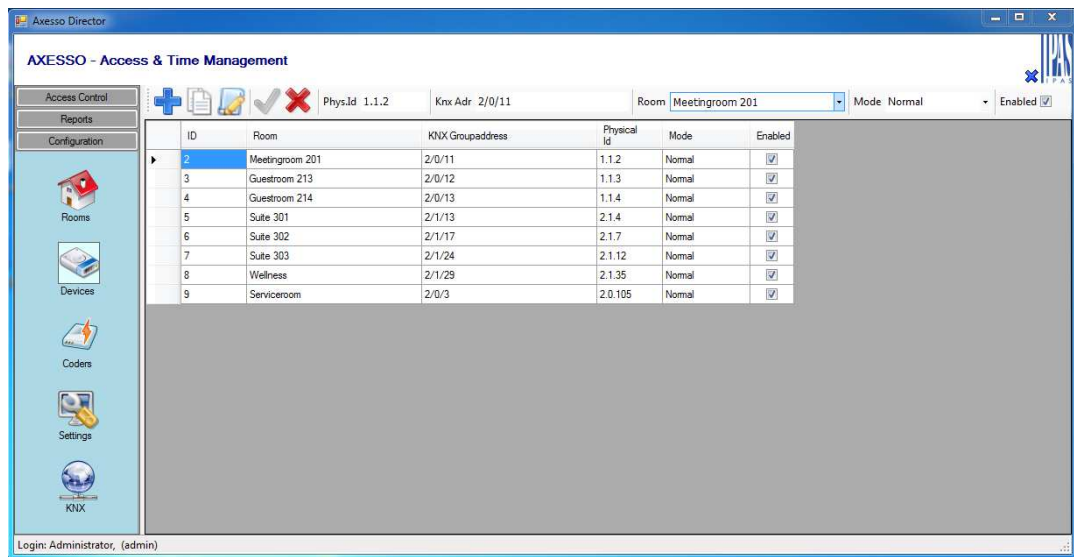 Axesso Director
AXESSO - Access & Time Management
IPAS
IPAS
Access Control
Reports
Configuration
Rooms
Devices
Coders
Settings
KNX
Phys.Id 1.1.2 Knx Adr 2/0/11 Room Meetingroom 201 Mode Normal Enabled
ID Room KNX Groupaddress Physical Id Mode Enabled
2 Meetingroom 201 2/0/11 1.1.2 Normal
3 Guestroom 213 2/0/12 1.1.3 Normal
4 Guestroom 214 2/0/13 1.1.4 Normal
5 Suite 301 2/1/13 2.1.4 Normal
6 Suite 302 2/1/17 2.1.7 Normal
7 Suite 303 2/1/24 2.1.12 Normal
8 Wellness 2/1/29 2.1.35 Normal
9 Serviceroom 2/0/3 2.0.105 Normal
Login: Administrator, (admin)